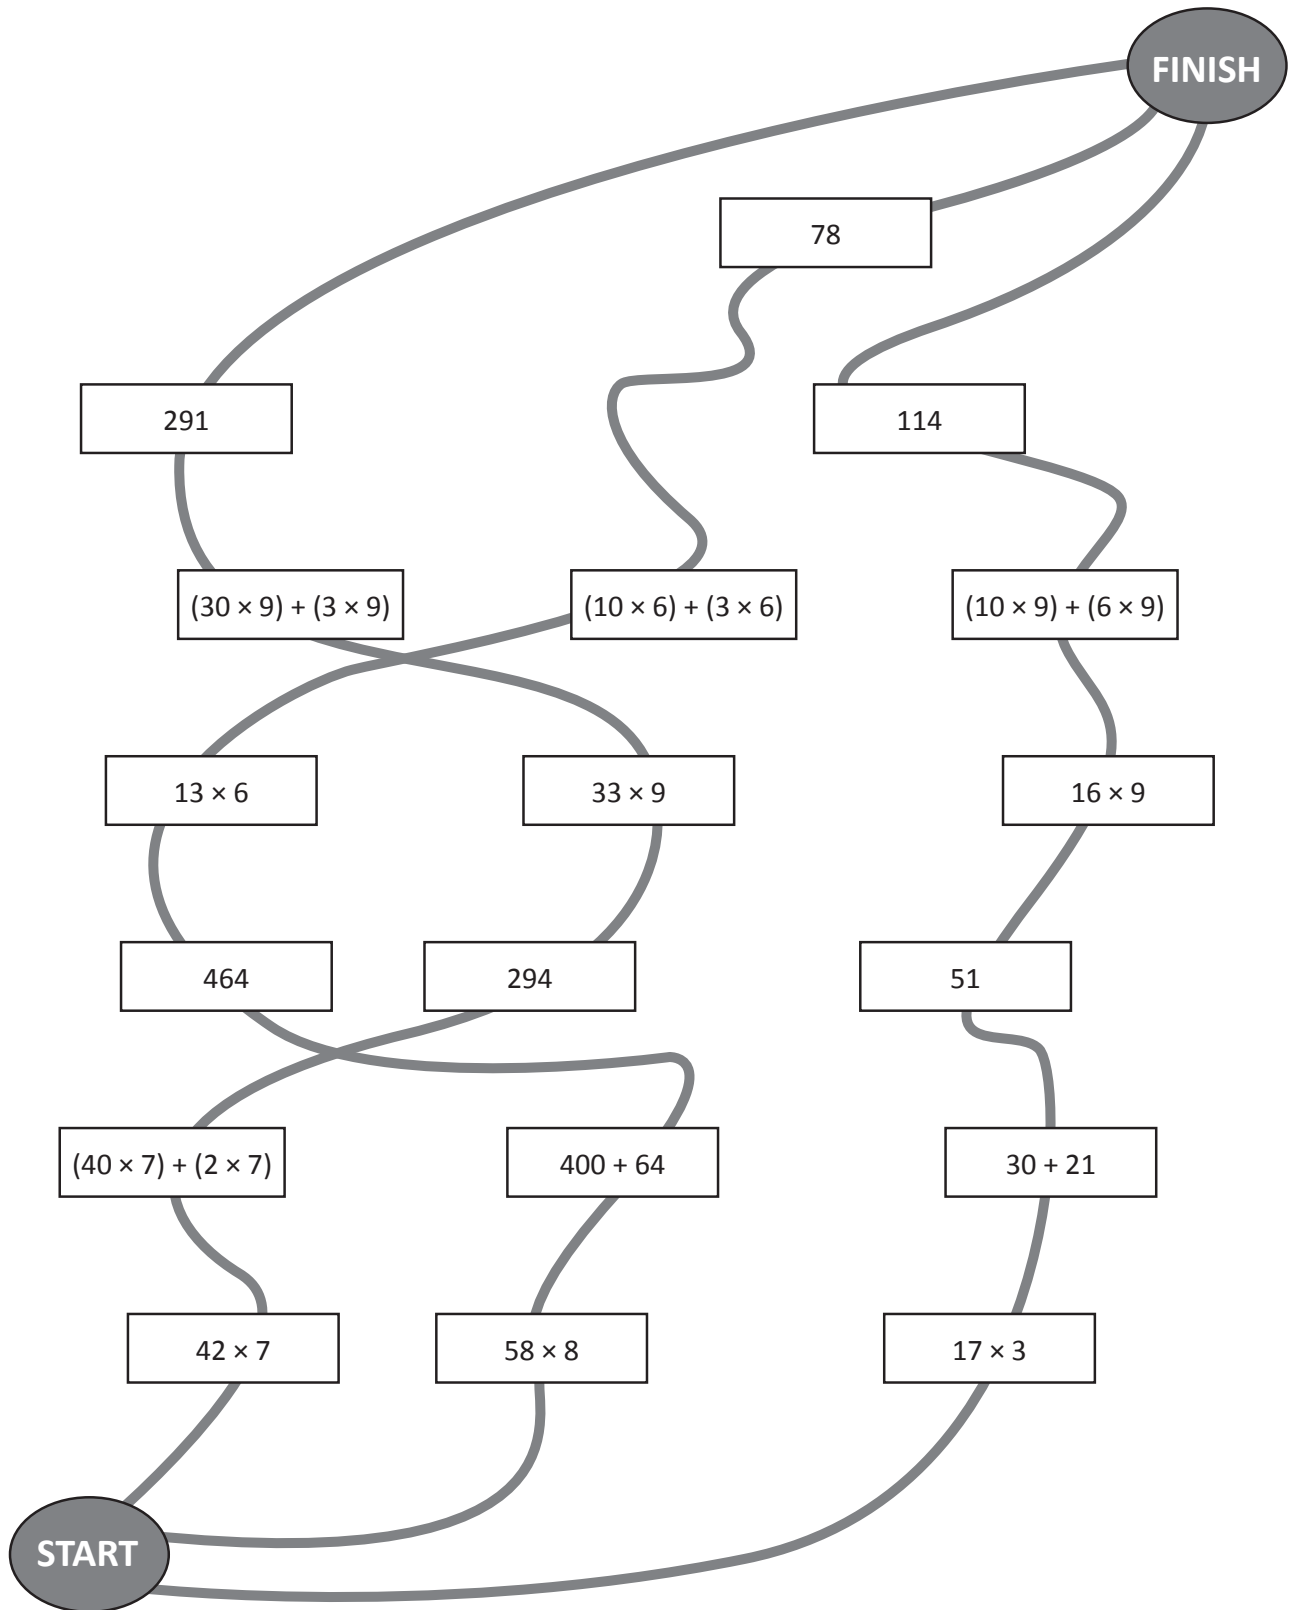 FINISH
78
291
114
(30 × 9) + (3 × 9)
(10 × 6) + (3 × 6)
(10 × 9) + (6 × 9)
13 × 6
33 × 9
16 × 9
464
294
51
(40 × 7) + (2 × 7)
400 + 64
30 + 21
42 × 7
58 × 8
17 × 3
START